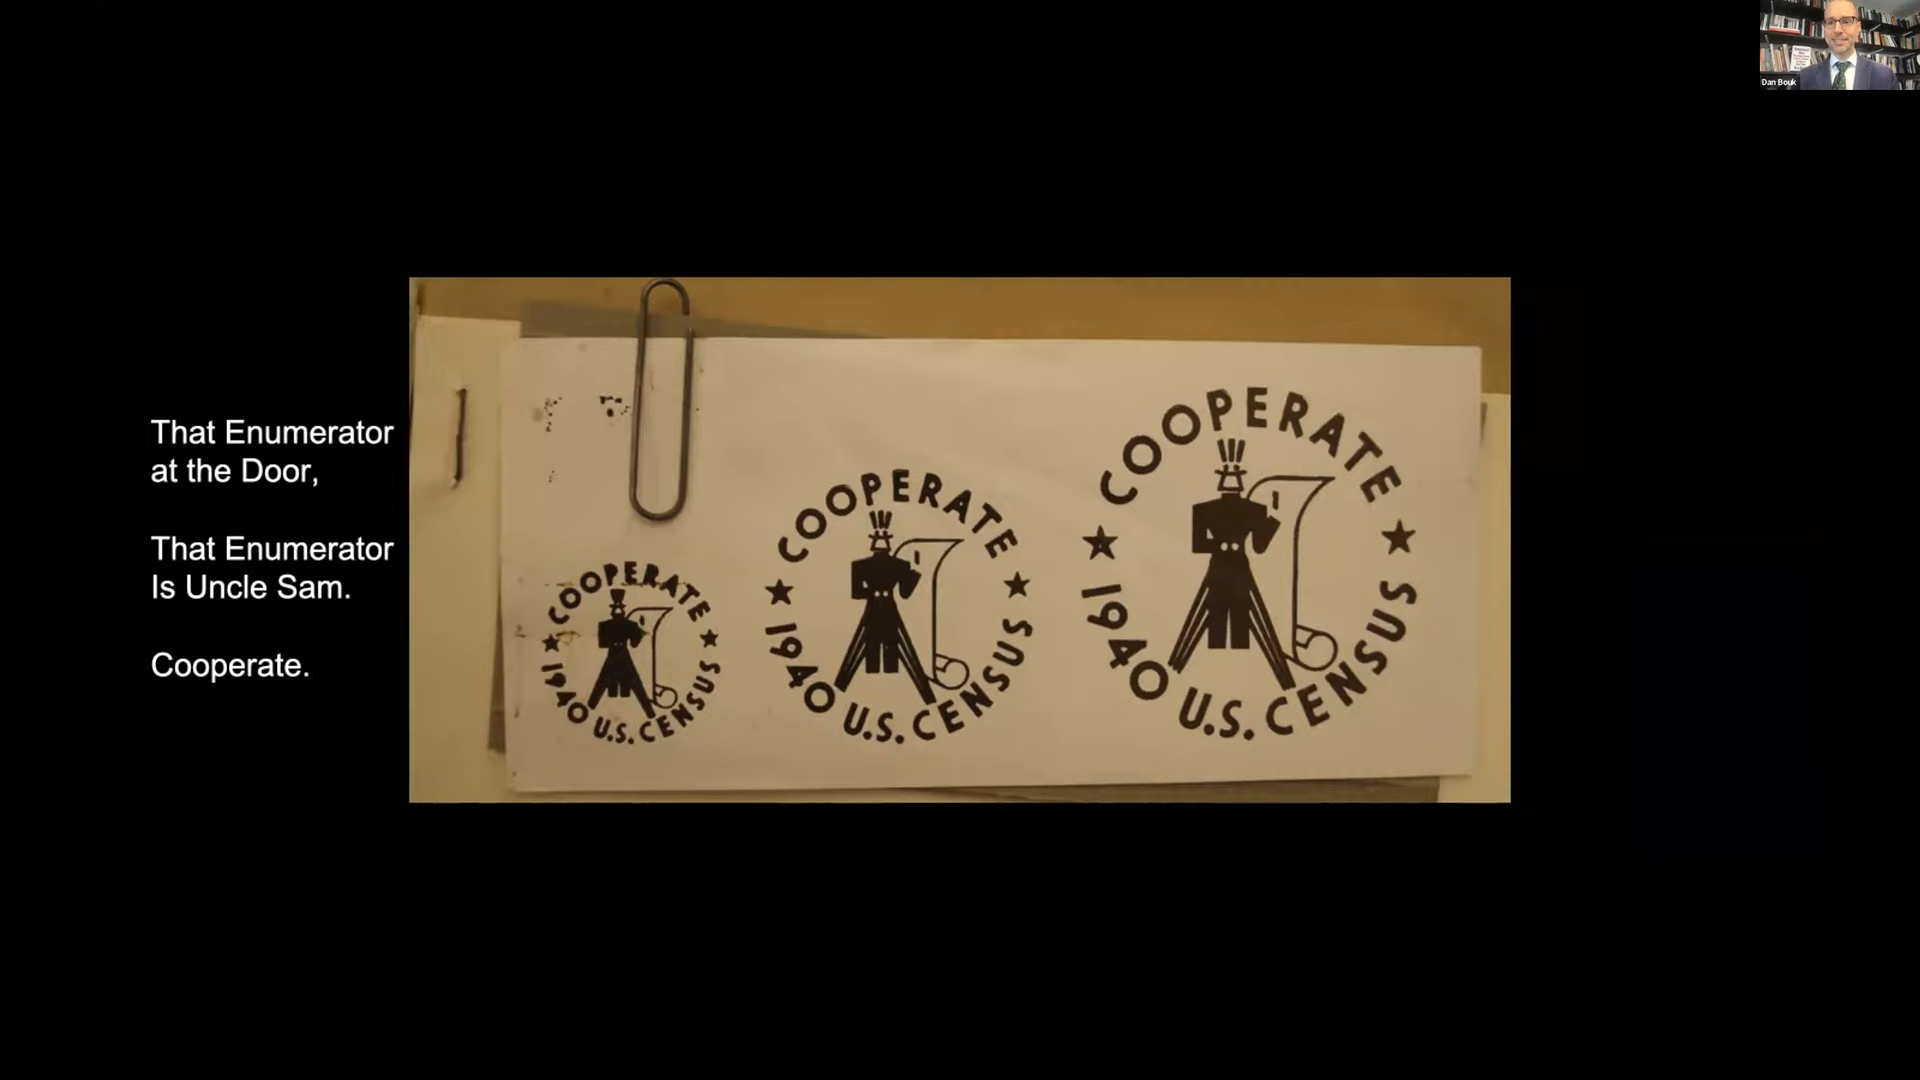 Dan Bouk
That Enumerator
at the Door,
That Enumerator
Is Uncle Sam.
Cooperate.
COOPERATE
★ 1940 U.S. CENSUS ★
COOPERATE
★ 1940 U.S. CENSUS ★
COOPERATE
★ 1940 U.S. CENSUS ★